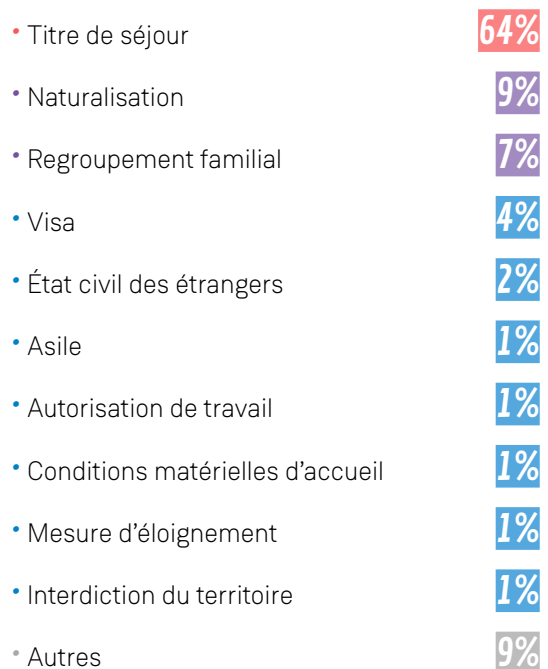 • Titre de séjour 64%
• Naturalisation 9%
• Regroupement familial 7%
• Visa 4%
• État civil des étrangers 2%
• Asile 1%
• Autorisation de travail 1%
• Conditions matérielles d'accueil 1%
• Mesure d'éloignement 1%
• Interdiction du territoire 1%
• Autres 9%